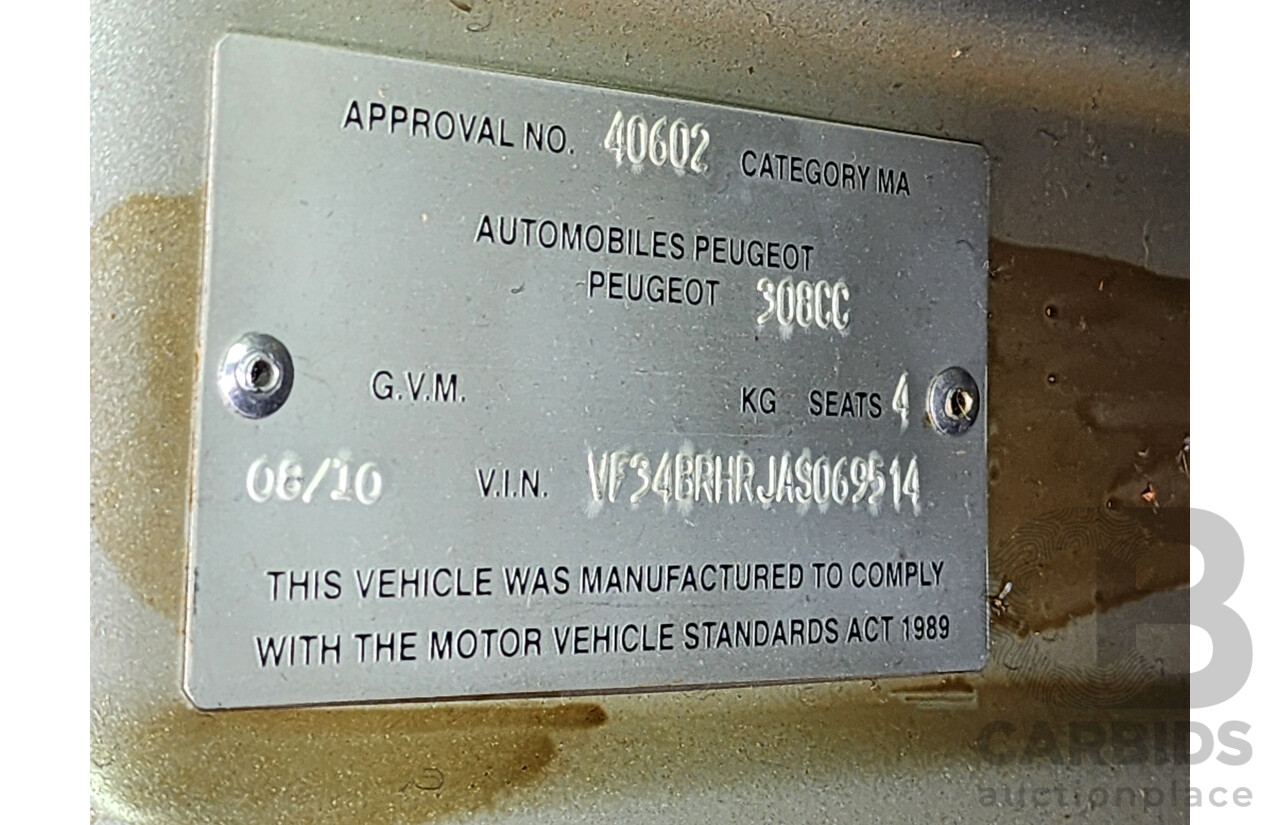 APPROVAL NO. 40602 CATEGORY MA
AUTOMOBILES PEUGEOT
PEUGEOT 308CC
G.V.M. KG SEATS 4
08/10 V.I.N. VF34BRHRJAS069514
THIS VEHICLE WAS MANUFACTURED TO COMPLY
WITH THE MOTOR VEHICLE STANDARDS ACT 1989
CARBIDS
auctionplace